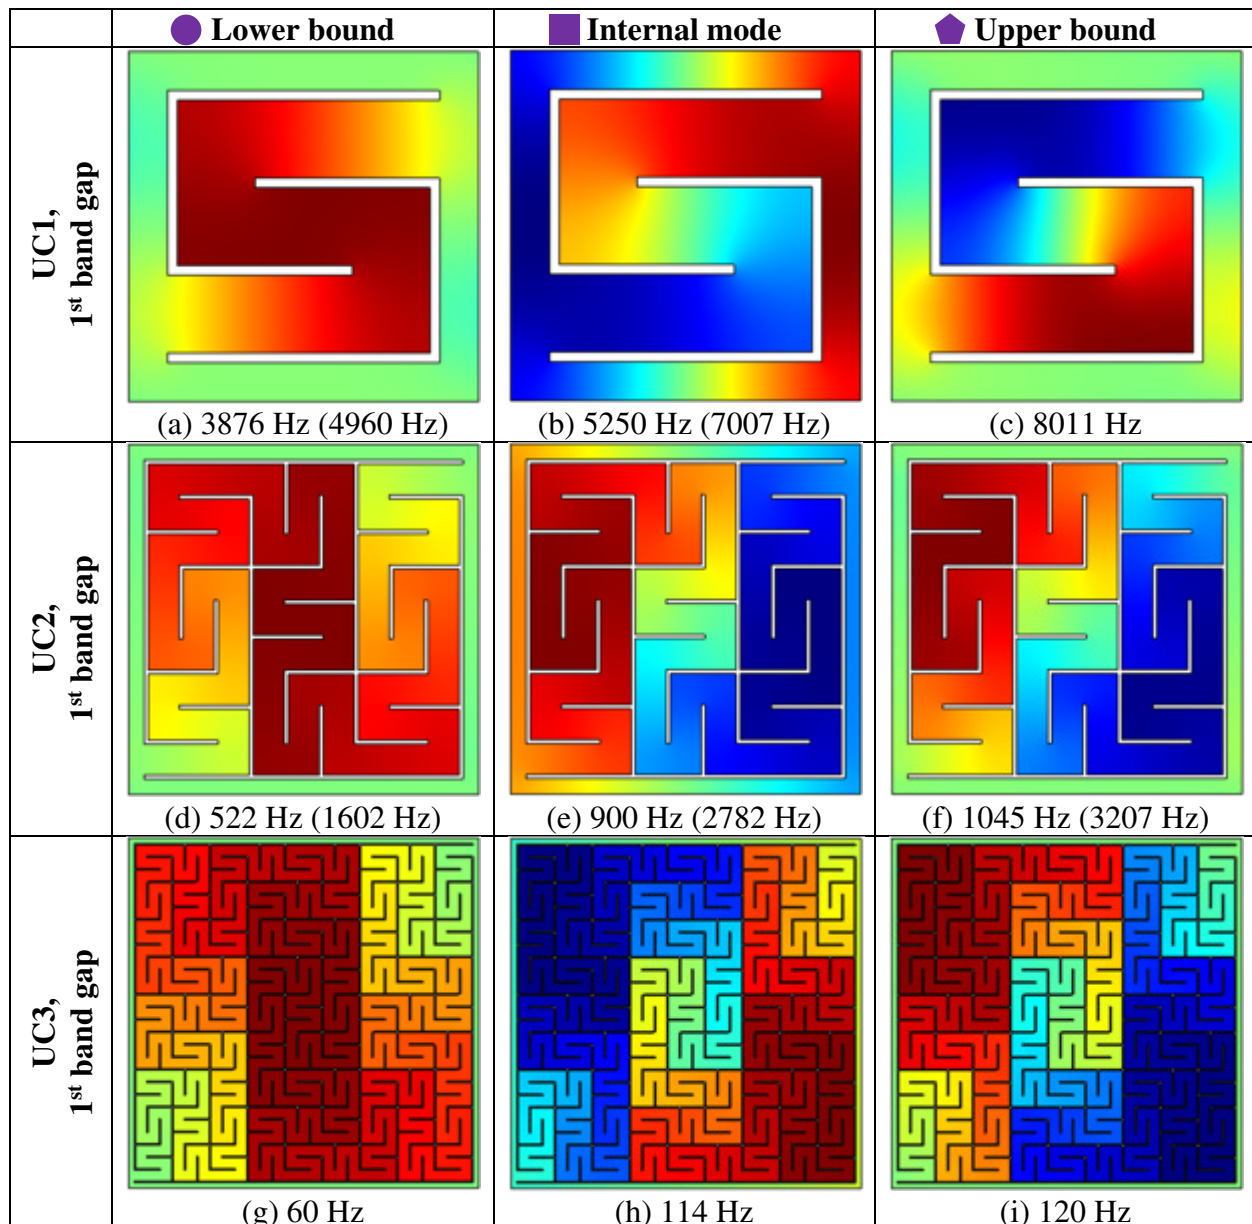 Lower bound
Internal mode
Upper bound
UC1,
1st band gap
(a) 3876 Hz (4960 Hz)
(b) 5250 Hz (7007 Hz)
(c) 8011 Hz
UC2,
1st band gap
(d) 522 Hz (1602 Hz)
(e) 900 Hz (2782 Hz)
(f) 1045 Hz (3207 Hz)
UC3,
1st band gap
(g) 60 Hz
(h) 114 Hz
(i) 120 Hz